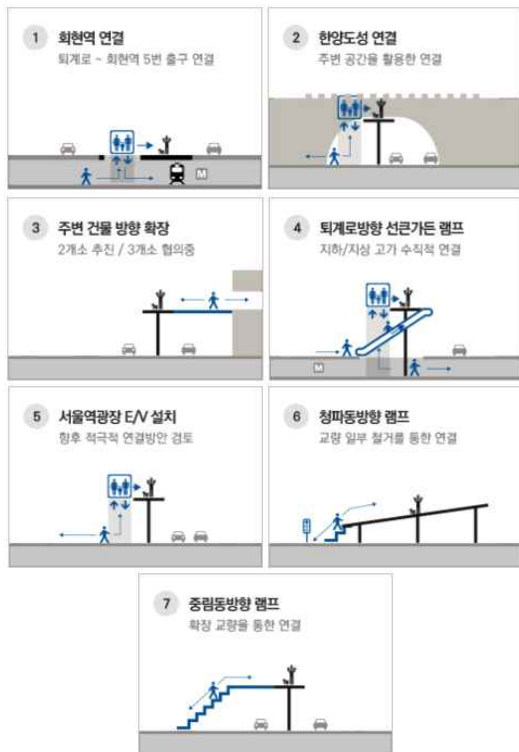 1 회현역 연결
퇴계로 ~ 회현역 5번 출구 연결
M
2 한양도성 연결
주변 공간을 활용한 연결
3 주변 건물 방향 확장
2개소 추진 / 3개소 협의중
4 퇴계로방향 선큰가든 램프
지하/지상 고가 수직적 연결
M
5 서울역광장 E/V 설치
향후 적극적 연결방안 검토
6 청파동방향 램프
교량 일부 철거를 통한 연결
7 중림동방향 램프
확장 교량을 통한 연결